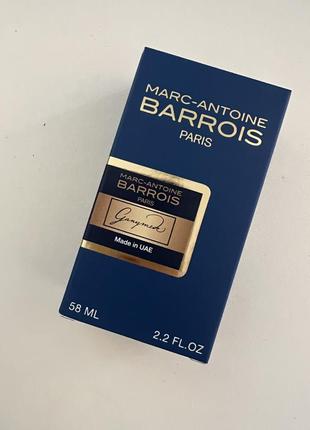 MARC-ANTOINE
BARROIS
PARIS
MARC-ANTOINE
BARROIS
PARIS
Ganymede
Made in UAE
58 ML
2.2 FL.OZ